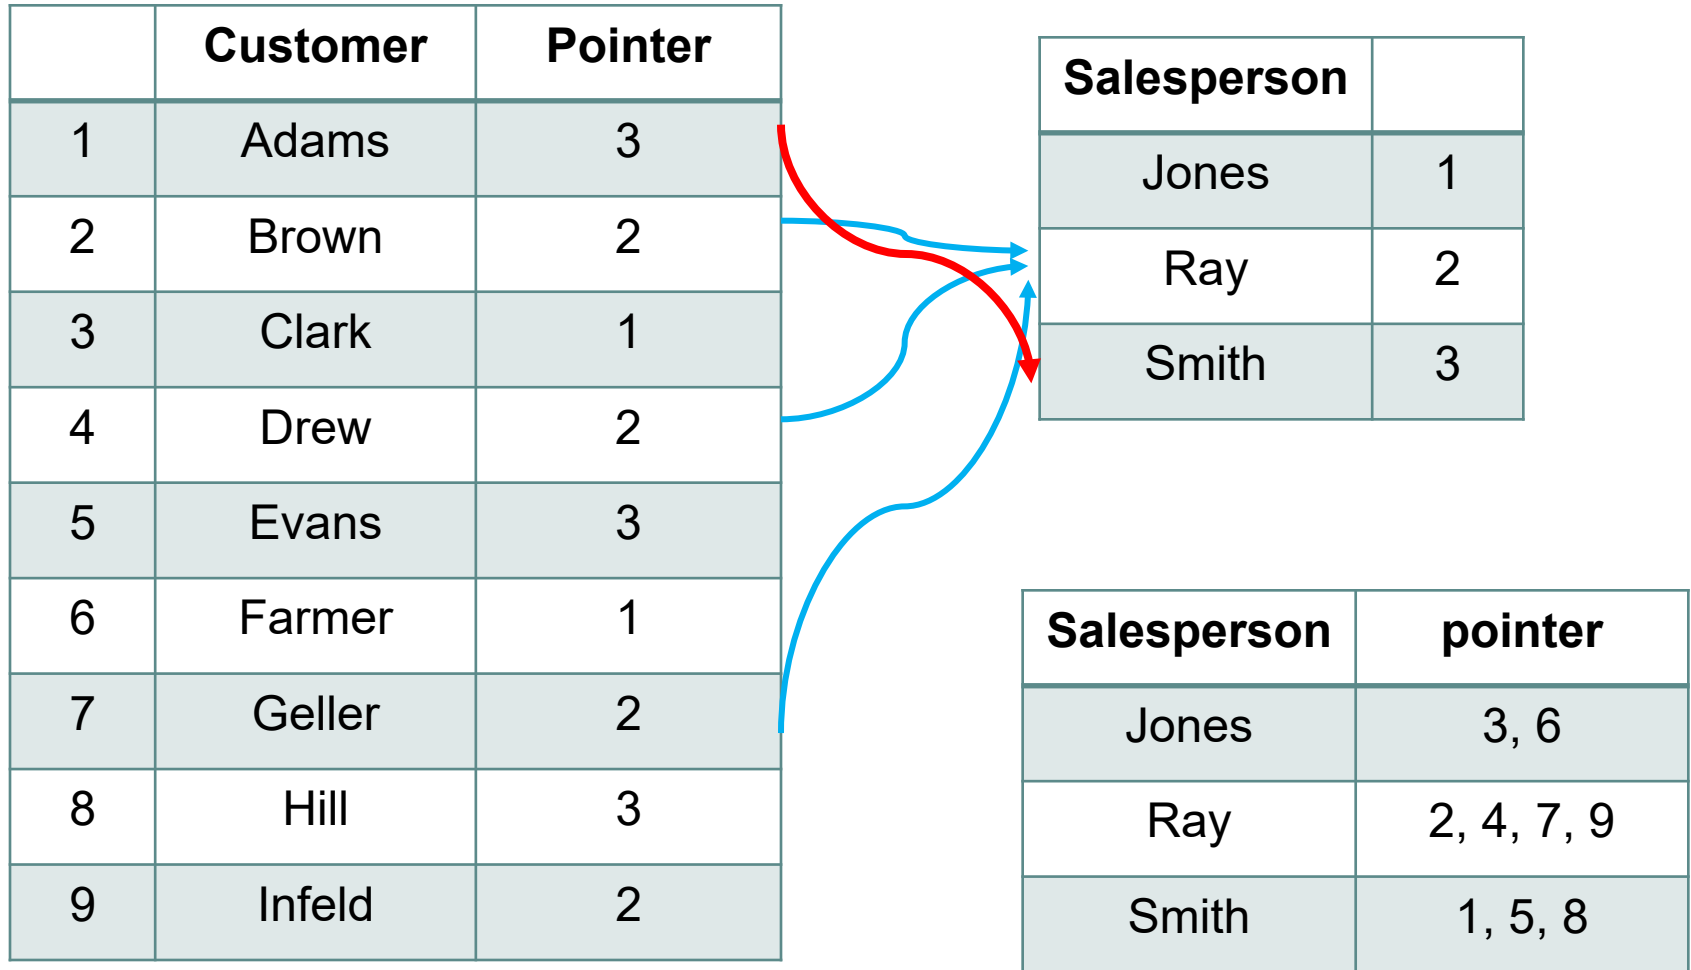 Customer Pointer
1 Adams 3
2 Brown 2
3 Clark 1
4 Drew 2
5 Evans 3
6 Farmer 1
7 Geller 2
8 Hill 3
9 Infeld 2
Salesperson
Jones 1
Ray 2
Smith 3
Salesperson pointer
Jones 3, 6
Ray 2, 4, 7, 9
Smith 1, 5, 8